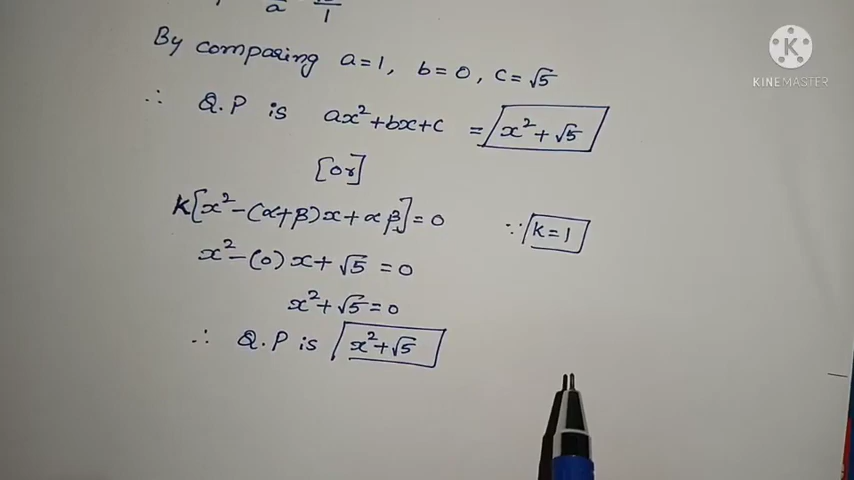 a 1
By comparing a=1, b=0, c=√5
∴ Q.P is ax²+bx+c = x²+√5
[or]
K[x²-(α+β)x+αβ]=0 ∵ k=1
x²-(0)x+√5=0
x²+√5=0
∴ Q.P is x²+√5
K
KINEMASTER